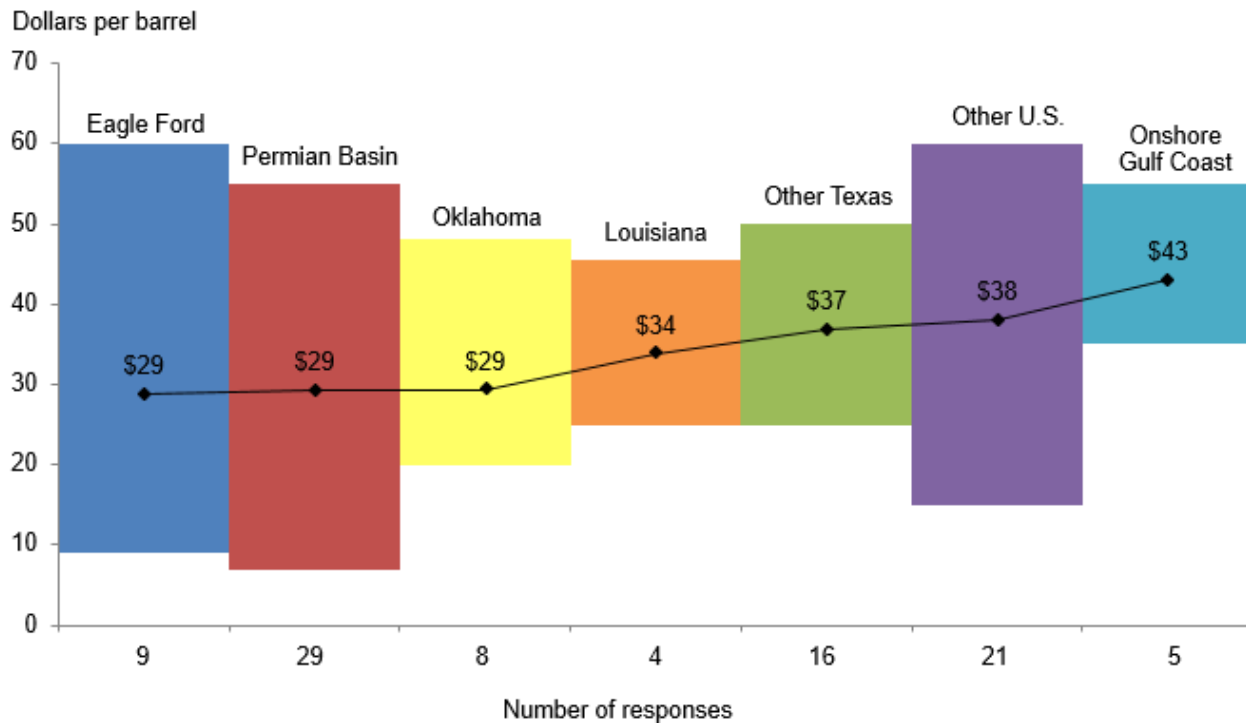 Dollars per barrel
70
60
50
40
30
20
10
0
Eagle Ford
Permian Basin
Oklahoma
Louisiana
Other Texas
Other U.S.
Onshore
Gulf Coast
$29
$29
$29
$34
$37
$38
$43
9 29 8 4 16 21 5
Number of responses